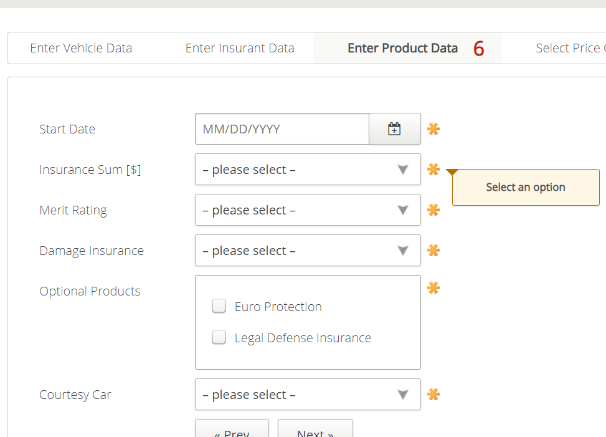 Enter Vehicle Data Enter Insurant Data Enter Product Data 6 Select Price
Start Date MM/DD/YYYY
Insurance Sum [$] – please select –
Select an option
Merit Rating – please select –
Damage Insurance – please select –
Optional Products
Euro Protection
Legal Defense Insurance
Courtesy Car – please select –
« Prev Next »